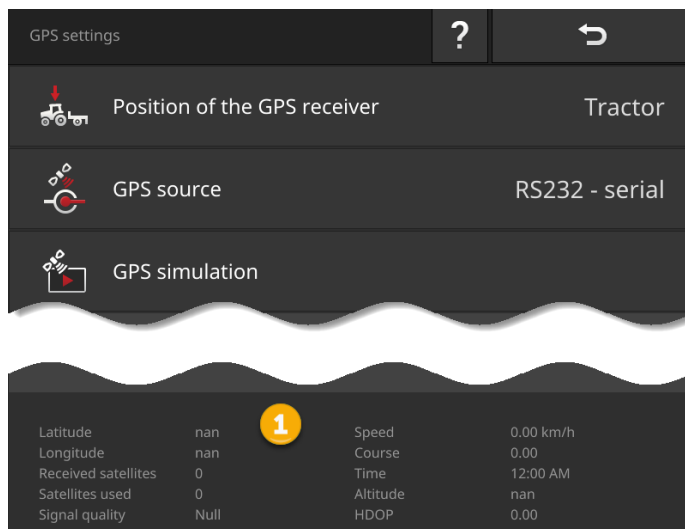 GPS settings ?
Position of the GPS receiver Tractor
GPS source RS232 - serial
GPS simulation
1
Latitude nan Speed 0.00 km/h
Longitude nan Course 0.00
Received satellites 0 Time 12:00 AM
Satellites used 0 Altitude nan
Signal quality Null HDOP 0.00